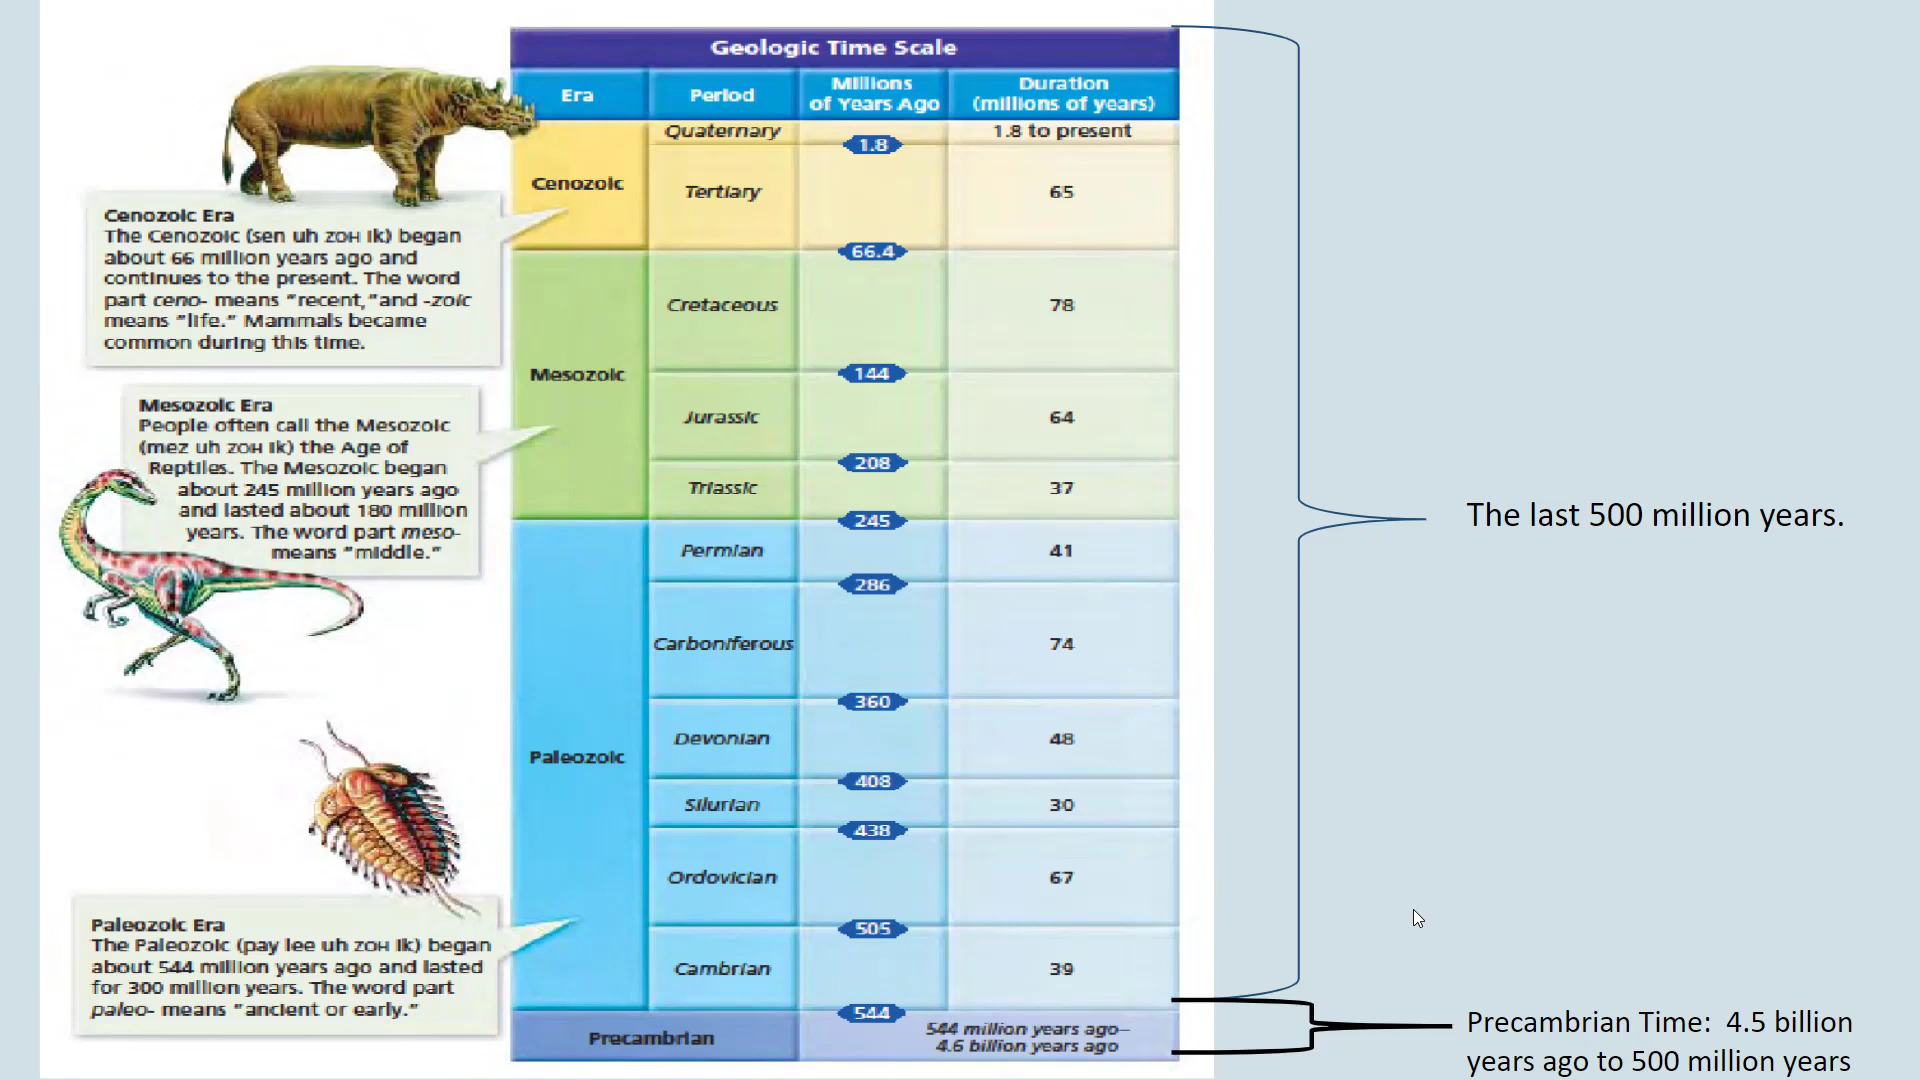 Geologic Time Scale
Era
Period
Millions
of Years Ago
Duration
(millions of years)
Cenozoic
Quaternary
1.8 to present
1.8
Tertiary
65
66.4
Mesozoic
Cretaceous
78
144
Jurassic
64
208
Triassic
37
245
Paleozoic
Permian
41
286
Carboniferous
74
360
Devonian
48
408
Silurian
30
438
Ordovician
67
505
Cambrian
39
544
Precambrian
544 million years ago–
4.6 billion years ago
Cenozoic Era
The Cenozoic (sen uh ZOH ik) began
about 66 million years ago and
continues to the present. The word
part ceno- means “recent,”and -zoic
means “life.” Mammals became
common during this time.
Mesozoic Era
People often call the Mesozoic
(mez uh ZOH ik) the Age of
Reptiles. The Mesozoic began
about 245 million years ago
and lasted about 180 million
years. The word part meso-
means “middle.”
Paleozoic Era
The Paleozoic (pay lee uh ZOH ik) began
about 544 million years ago and lasted
for 300 million years. The word part
paleo- means “ancient or early.”
The last 500 million years.
Precambrian Time:  4.5 billion
years ago to 500 million years